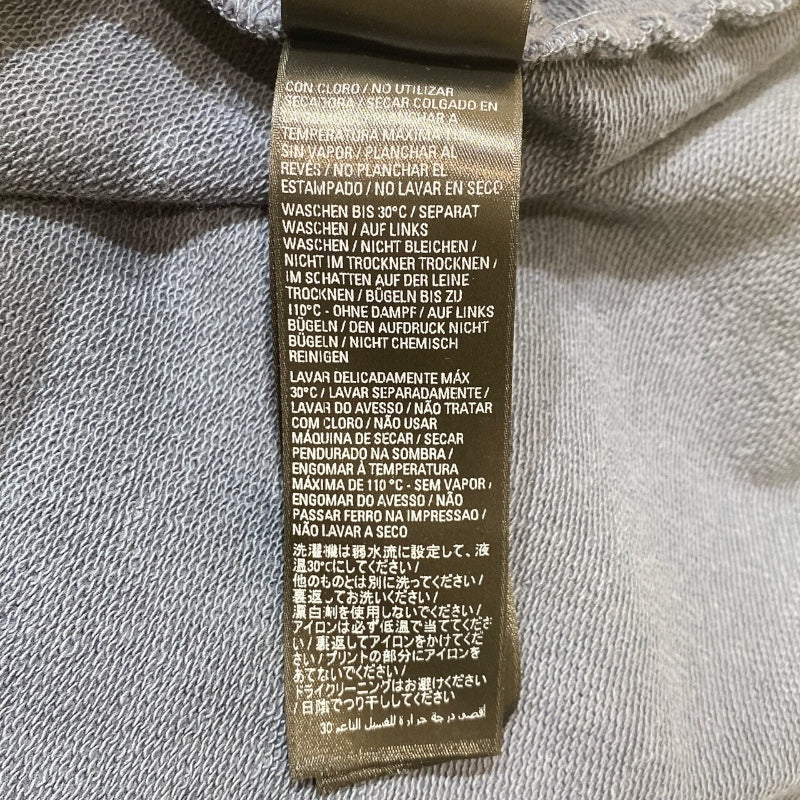 CON CLORO / NO UTILIZAR
SECADORA / SECAR COLGADO EN
A
TEMPERATURA MÁXIMA
SIN VAPOR / PLANCHAR AL
REVES / NO PLANCHAR EL
ESTAMPADO / NO LAVAR EN SECO
WASCHEN BIS 30°C / SEPARAT
WASCHEN / AUF LINKS
WASCHEN / NICHT BLEICHEN /
NICHT IM TROCKNER TROCKNEN /
IM SCHATTEN AUF DER LEINE
TROCKNEN / BÜGELN BIS ZU
110°C - OHNE DAMPF / AUF LINKS
BÜGELN / DEN AUFDRUCK NICHT
BÜGELN / NICHT CHEMISCH
REINIGEN
LAVAR DELICADAMENTE MÁX
30°C / LAVAR SEPARADAMENTE /
LAVAR DO AVESSO / NÃO TRATAR
COM CLORO / NÃO USAR
MÁQUINA DE SECAR / SECAR
PENDURADO NA SOMBRA /
ENGOMAR À TEMPERATURA
MÁXIMA DE 110 °C - SEM VAPOR /
ENGOMAR DO AVESSO / NÃO
PASSAR FERRO NA IMPRESSAO /
NÃO LAVAR A SECO
洗濯機は弱水流に設定して、液
温30℃にしてください/
他のものとは別に洗ってください/
裏返してお洗いください/
漂白剤を使用しないでください/
アイロンは必ず低温で当ててくださ
い/裏返してアイロンをかけてくだ
さい/プリントの部分にアイロンを
あてないでください/
ドライクリーニングはお避けください
/日陰でつり干ししてください
أقصى درجة حرارة للغسيل الناعم 30